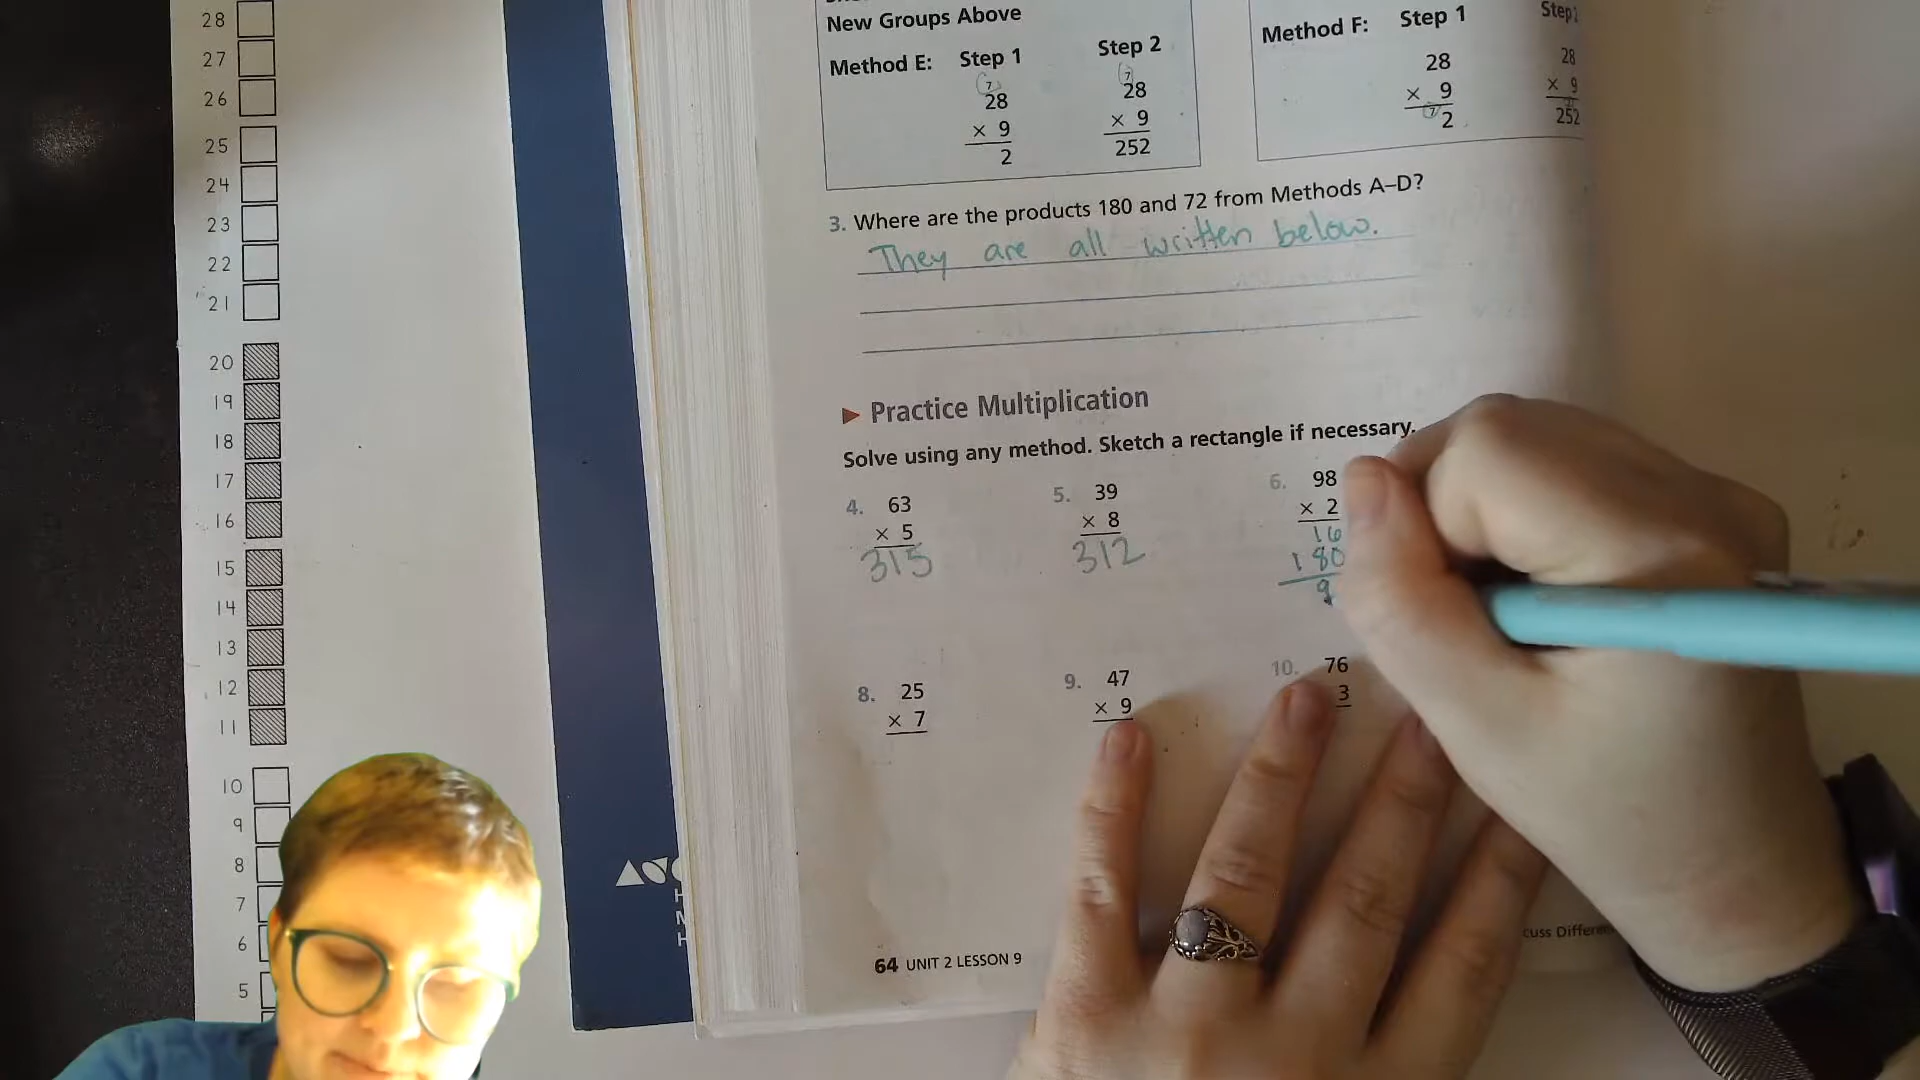 28
27
26
25
24
23
22
21
20
19
18
17
16
15
14
13
12
11
10
9
8
7
6
5
New Groups Above
Method E: Step 1 Step 2
7 7
28 28
× 9 × 9
2 252
Method F: Step 1 Step
28 28
× 9 × 9
7
2 252
3. Where are the products 180 and 72 from Methods A–D?
They are all written below.
Practice Multiplication
Solve using any method. Sketch a rectangle if necessary.
4. 63 5. 39 6. 98
× 5 × 8 × 2
315 312 16
180
9
8. 25 9. 47 10. 76
× 7 × 9 3
64 UNIT 2 LESSON 9